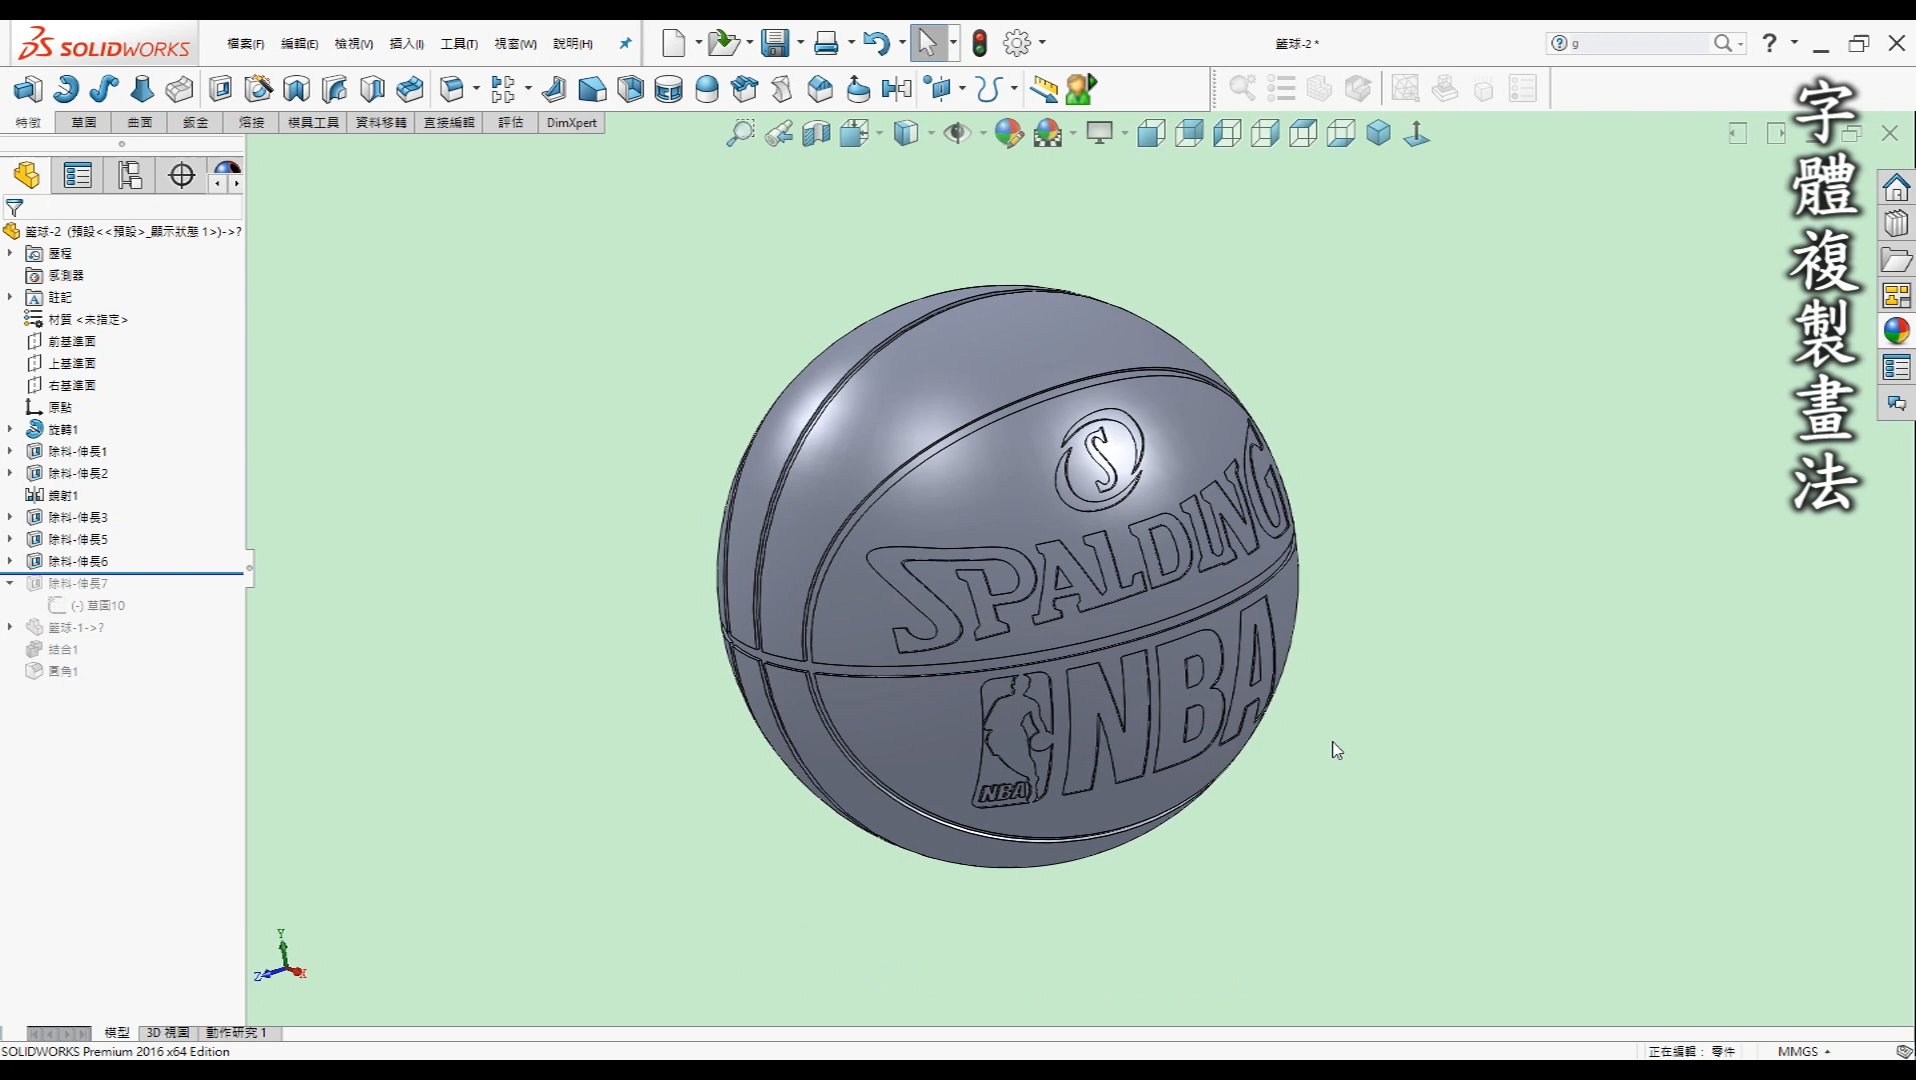 SOLIDWORKS 檔案(F) 編輯(E) 檢視(V) 插入(I) 工具(T) 視窗(W) 說明(H) 籃球-2 * g
特徵 草圖 曲面 鈑金 熔接 模具工具 資料移轉 直接編輯 評估 DimXpert
籃球-2 (預設<<預設>_顯示狀態 1>)->?
歷程
感測器
註記
材質 <未指定>
前基準面
上基準面
右基準面
原點
旋轉1
除料-伸長1
除料-伸長2
鏡射1
除料-伸長3
除料-伸長5
除料-伸長6
除料-伸長7
(-) 草圖10
籃球-1->?
結合1
圓角1
S
SPALDING
NBA
NBA
字體複製畫法
Y
Z X
模型 3D 視圖 動作研究 1
SOLIDWORKS Premium 2016 x64 Edition 正在編輯： 零件 MMGS